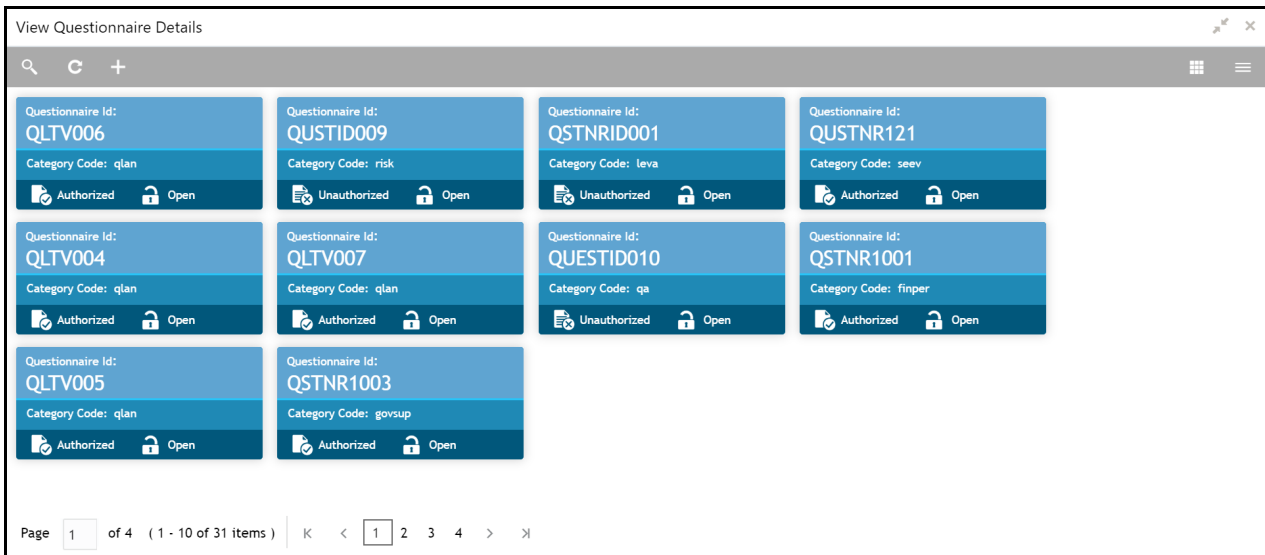 View Questionnaire Details
Questionnaire Id:
QLTV006
Category Code: qlan
Authorized Open
Questionnaire Id:
QUSTID009
Category Code: risk
Unauthorized Open
Questionnaire Id:
QSTNRID001
Category Code: leva
Unauthorized Open
Questionnaire Id:
QUSTNR121
Category Code: seev
Authorized Open
Questionnaire Id:
QLTV004
Category Code: qlan
Authorized Open
Questionnaire Id:
QLTV007
Category Code: qlan
Authorized Open
Questionnaire Id:
QUESTID010
Category Code: qa
Unauthorized Open
Questionnaire Id:
QSTNR1001
Category Code: finper
Authorized Open
Questionnaire Id:
QLTV005
Category Code: qlan
Authorized Open
Questionnaire Id:
QSTNR1003
Category Code: govsup
Authorized Open
Page 1 of 4 ( 1 - 10 of 31 items ) 1 2 3 4